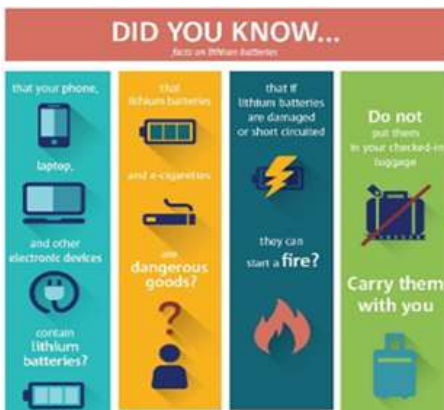 DID YOU KNOW...
facts on lithium batteries
that your phone,
laptop,
and other
electronic devices
contain
lithium
batteries?
that
lithium batteries
and e-cigarettes
are
dangerous
goods?
?
that if
lithium batteries
are damaged
or short circuited
they can
start a fire?
Do not
put them
in your checked-in
luggage
Carry them
with you